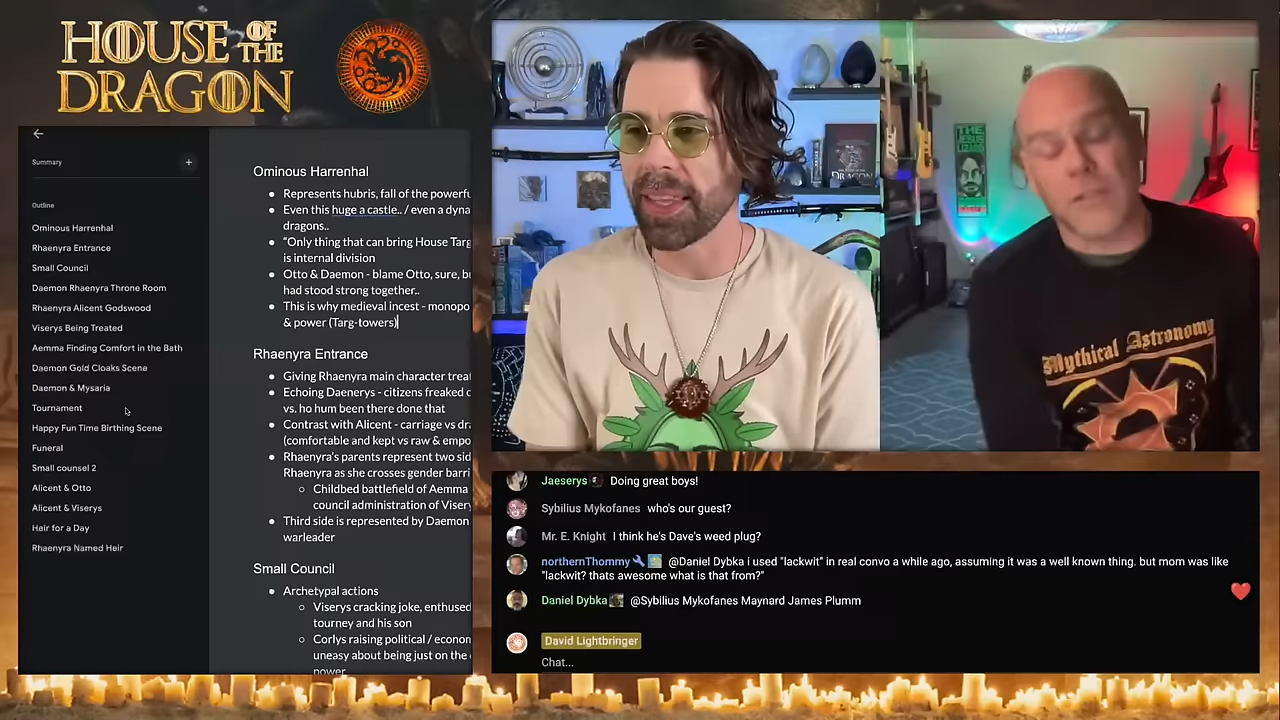 HOUSE OF THE DRAGON
Summary
+
Outline
Ominous Harrenhal
Rhaenyra Entrance
Small Council
Daemon Rhaenyra Throne Room
Rhaenyra Alicent Godswood
Viserys Being Treated
Aemma Finding Comfort in the Bath
Daemon Gold Cloaks Scene
Daemon & Mysaria
Tournament
Happy Fun Time Birthing Scene
Funeral
Small counsel 2
Alicent & Otto
Alicent & Viserys
Heir for a Day
Rhaenyra Named Heir
Ominous Harrenhal
Represents hubris, fall of the powerfu
Even this huge a castle.. / even a dyna
dragons..
"Only thing that can bring House Targ
is internal division
Otto & Daemon - blame Otto, sure, bu
had stood strong together..
This is why medieval incest - monopo
& power (Targ-towers)
Rhaenyra Entrance
Giving Rhaenyra main character trea
Echoing Daenerys - citizens freaked o
vs. ho hum been there done that
Contrast with Alicent - carriage vs dra
(comfortable and kept vs raw & empo
Rhaenyra's parents represent two sid
Rhaenyra as she crosses gender barri
Childbed battlefield of Aemma
council administration of Visery
Third side is represented by Daemon
warleader
Small Council
Archetypal actions
Viserys cracking joke, enthused
tourney and his son
Corlys raising political / econom
uneasy about being just on the
power
THE JESUS LIZARD
DRAGON
Mythical Astronomy
Jaeserys Doing great boys!
Sybilius Mykofanes who's our guest?
Mr. E. Knight I think he's Dave's weed plug?
northernThommy @Daniel Dybka i used "lackwit" in real convo a while ago, assuming it was a well known thing. but mom was like
"lackwit? thats awesome what is that from?"
Daniel Dybka @Sybilius Mykofanes Maynard James Plumm
David Lightbringer
Chat...